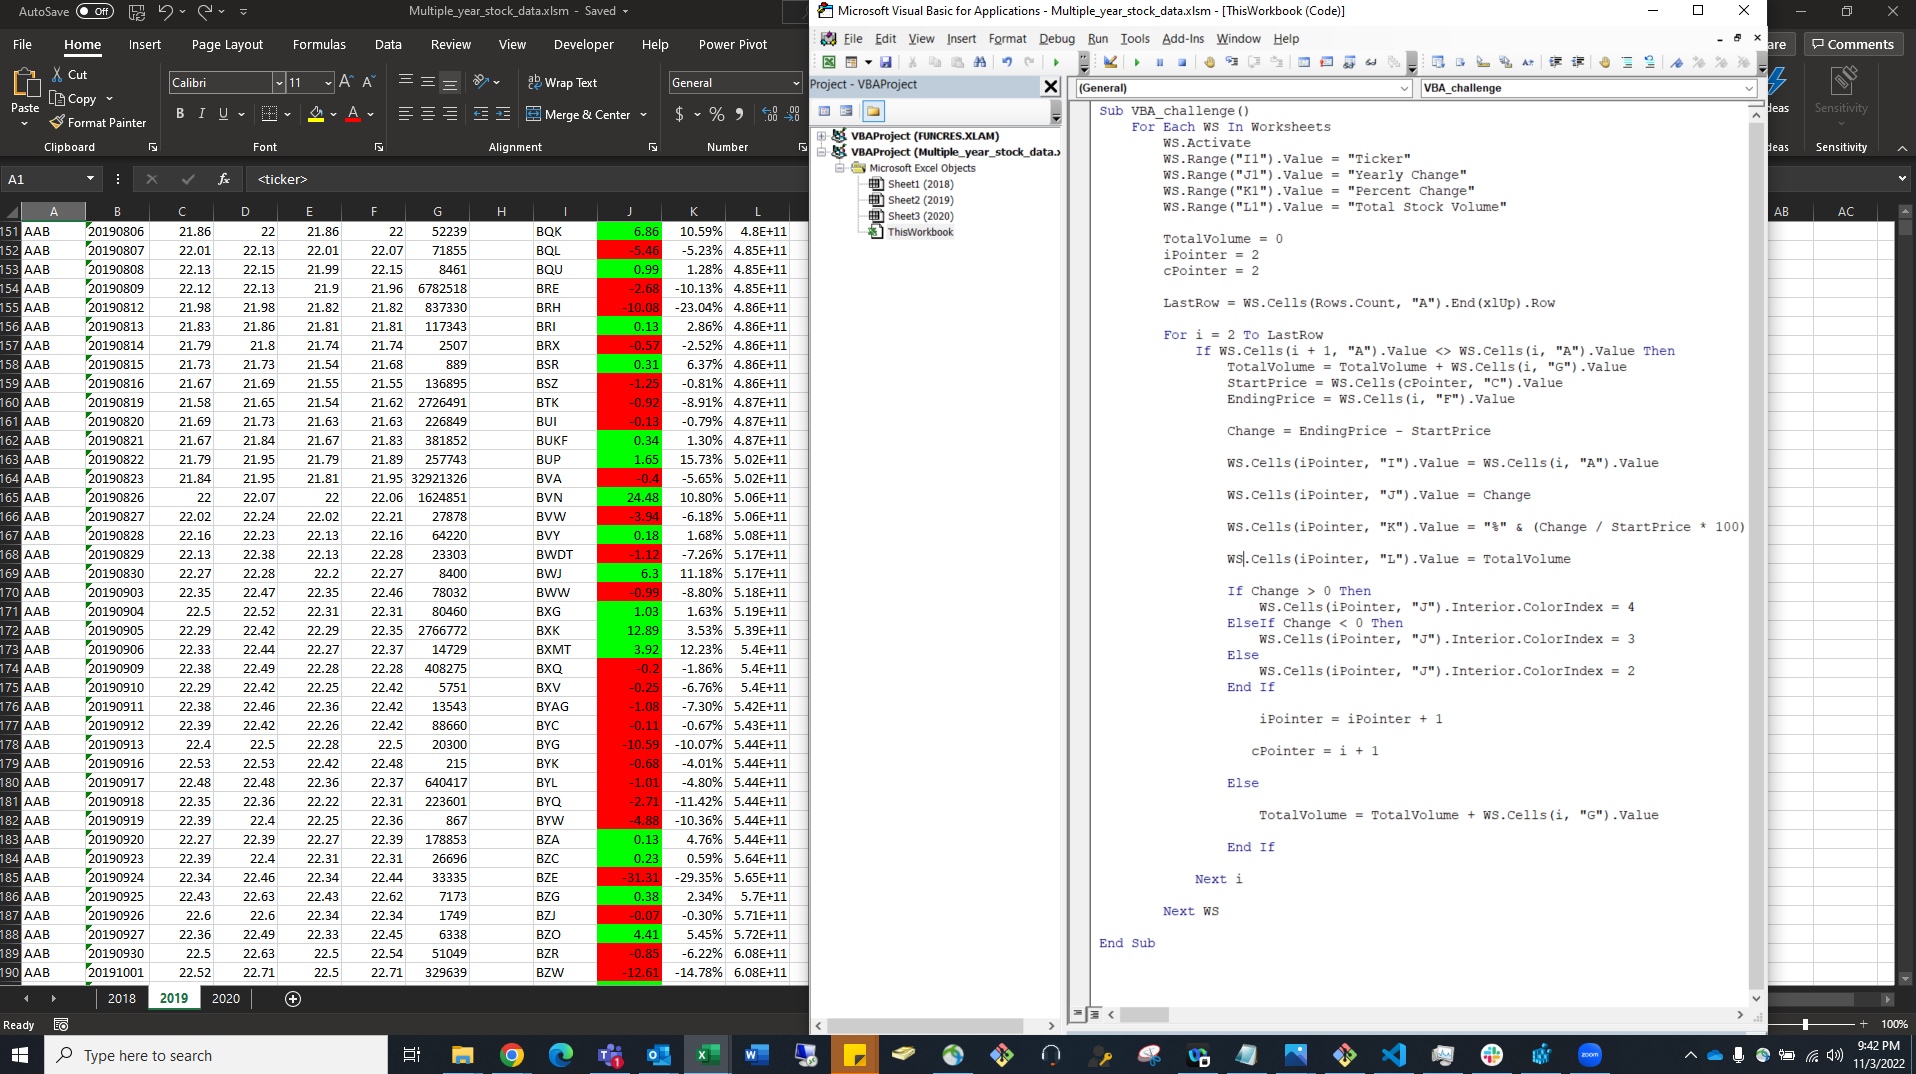 AutoSave Off Multiple_year_stock_data.xlsm - Saved
File Home Insert Page Layout Formulas Data Review View Developer Help Power Pivot
Paste
Cut
Copy
Format Painter
Clipboard
Calibri 11
B I U
Font
Wrap Text
Merge & Center
Alignment
General
$ %
Number
A1 fx <ticker>
A B C D E F G H I J K L
151 AAB 20190806 21.86 22 21.86 22 52239 BQK 6.86 10.59% 4.8E+11
152 AAB 20190807 22.01 22.13 22.01 22.07 71855 BQL -5.46 -5.23% 4.85E+11
153 AAB 20190808 22.13 22.15 21.99 22.15 8461 BQU 0.99 1.28% 4.85E+11
154 AAB 20190809 22.12 22.13 21.9 21.96 6782518 BRE -2.68 -10.13% 4.85E+11
155 AAB 20190812 21.98 21.98 21.82 21.82 837330 BRH -10.08 -23.04% 4.86E+11
156 AAB 20190813 21.83 21.86 21.81 21.81 117343 BRI 0.13 2.86% 4.86E+11
157 AAB 20190814 21.79 21.8 21.74 21.74 2507 BRX -0.57 -2.52% 4.86E+11
158 AAB 20190815 21.73 21.73 21.54 21.68 889 BSR 0.31 6.37% 4.86E+11
159 AAB 20190816 21.67 21.69 21.55 21.55 136895 BSZ -1.25 -0.81% 4.86E+11
160 AAB 20190819 21.58 21.65 21.54 21.62 2726491 BTK -0.92 -8.91% 4.87E+11
161 AAB 20190820 21.69 21.73 21.63 21.63 226849 BUI -0.13 -0.79% 4.87E+11
162 AAB 20190821 21.67 21.84 21.67 21.83 381852 BUKF 0.34 1.30% 4.87E+11
163 AAB 20190822 21.79 21.95 21.79 21.89 257743 BUP 1.65 15.73% 5.02E+11
164 AAB 20190823 21.84 21.95 21.81 21.95 32921326 BVA -0.4 -5.65% 5.02E+11
165 AAB 20190826 22 22.07 22 22.06 1624851 BVN 24.48 10.80% 5.06E+11
166 AAB 20190827 22.02 22.24 22.02 22.21 27878 BVW -3.94 -6.18% 5.06E+11
167 AAB 20190828 22.16 22.23 22.13 22.16 64220 BVY 0.18 1.68% 5.08E+11
168 AAB 20190829 22.13 22.38 22.13 22.28 23303 BWDT -1.12 -7.26% 5.17E+11
169 AAB 20190830 22.27 22.28 22.2 22.27 8400 BWJ 6.3 11.18% 5.17E+11
170 AAB 20190903 22.35 22.47 22.35 22.46 78032 BWW -0.99 -8.80% 5.18E+11
171 AAB 20190904 22.5 22.52 22.31 22.31 80460 BXG 1.03 1.63% 5.19E+11
172 AAB 20190905 22.29 22.42 22.29 22.35 2766772 BXK 12.89 3.53% 5.39E+11
173 AAB 20190906 22.33 22.44 22.27 22.37 14729 BXMT 3.92 12.23% 5.4E+11
174 AAB 20190909 22.38 22.49 22.28 22.28 408275 BXQ -0.2 -1.86% 5.4E+11
175 AAB 20190910 22.29 22.42 22.25 22.42 5751 BXV -0.25 -6.76% 5.4E+11
176 AAB 20190911 22.38 22.46 22.36 22.42 13543 BYAG -1.08 -7.30% 5.42E+11
177 AAB 20190912 22.39 22.42 22.26 22.42 88660 BYC -0.11 -0.67% 5.43E+11
178 AAB 20190913 22.4 22.5 22.28 22.5 20300 BYG -10.59 -10.07% 5.44E+11
179 AAB 20190916 22.53 22.53 22.42 22.48 215 BYK -0.68 -4.01% 5.44E+11
180 AAB 20190917 22.48 22.48 22.36 22.37 640417 BYL -1.01 -4.80% 5.44E+11
181 AAB 20190918 22.35 22.36 22.22 22.31 223601 BYQ -2.71 -11.42% 5.44E+11
182 AAB 20190919 22.39 22.4 22.25 22.36 867 BYW -4.88 -10.36% 5.44E+11
183 AAB 20190920 22.27 22.39 22.27 22.39 178853 BZA 0.13 4.76% 5.44E+11
184 AAB 20190923 22.39 22.4 22.31 22.31 26696 BZC 0.23 0.59% 5.64E+11
185 AAB 20190924 22.34 22.46 22.34 22.44 33335 BZE -31.31 -29.35% 5.65E+11
186 AAB 20190925 22.43 22.63 22.43 22.62 7173 BZG 0.38 2.34% 5.7E+11
187 AAB 20190926 22.6 22.6 22.34 22.34 1749 BZJ -0.07 -0.30% 5.71E+11
188 AAB 20190927 22.36 22.49 22.33 22.45 6338 BZO 4.41 5.45% 5.72E+11
189 AAB 20190930 22.5 22.63 22.5 22.54 51049 BZR -0.85 -6.22% 6.08E+11
190 AAB 20191001 22.52 22.71 22.5 22.71 329639 BZW -12.61 -14.78% 6.08E+11
2018 2019 2020
Ready
Microsoft Visual Basic for Applications - Multiple_year_stock_data.xlsm - [ThisWorkbook (Code)]
File Edit View Insert Format Debug Run Tools Add-Ins Window Help
Project - VBAProject
VBAProject (FUNCRES.XLAM)
VBAProject (Multiple_year_stock_data.x
Microsoft Excel Objects
Sheet1 (2018)
Sheet2 (2019)
Sheet3 (2020)
ThisWorkbook
(General) VBA_challenge
Sub VBA_challenge()
For Each WS In Worksheets
WS.Activate
WS.Range("I1").Value = "Ticker"
WS.Range("J1").Value = "Yearly Change"
WS.Range("K1").Value = "Percent Change"
WS.Range("L1").Value = "Total Stock Volume"
TotalVolume = 0
iPointer = 2
cPointer = 2
LastRow = WS.Cells(Rows.Count, "A").End(xlUp).Row
For i = 2 To LastRow
If WS.Cells(i + 1, "A").Value <> WS.Cells(i, "A").Value Then
TotalVolume = TotalVolume + WS.Cells(i, "G").Value
StartPrice = WS.Cells(cPointer, "C").Value
EndingPrice = WS.Cells(i, "F").Value
Change = EndingPrice - StartPrice
WS.Cells(iPointer, "I").Value = WS.Cells(i, "A").Value
WS.Cells(iPointer, "J").Value = Change
WS.Cells(iPointer, "K").Value = "%" & (Change / StartPrice * 100)
WS.Cells(iPointer, "L").Value = TotalVolume
If Change > 0 Then
WS.Cells(iPointer, "J").Interior.ColorIndex = 4
ElseIf Change < 0 Then
WS.Cells(iPointer, "J").Interior.ColorIndex = 3
Else
WS.Cells(iPointer, "J").Interior.ColorIndex = 2
End If
iPointer = iPointer + 1
cPointer = i + 1
Else
TotalVolume = TotalVolume + WS.Cells(i, "G").Value
End If
Next i
Next WS
End Sub
are Comments
deas Sensitivity
deas Sensitivity
AB AC
100%
Type here to search
zoom
9:42 PM
11/3/2022